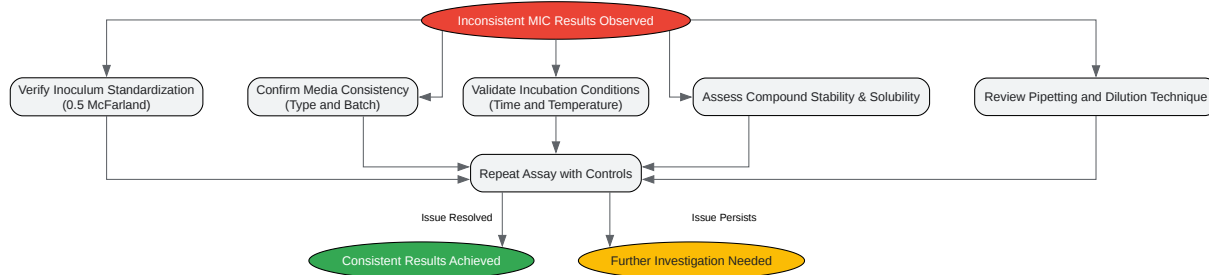 Inconsistent MIC Results Observed
Verify Inoculum Standardization
(0.5 McFarland)
Confirm Media Consistency
(Type and Batch)
Validate Incubation Conditions
(Time and Temperature)
Assess Compound Stability & Solubility
Review Pipetting and Dilution Technique
Repeat Assay with Controls
Issue Resolved
Issue Persists
Consistent Results Achieved
Further Investigation Needed